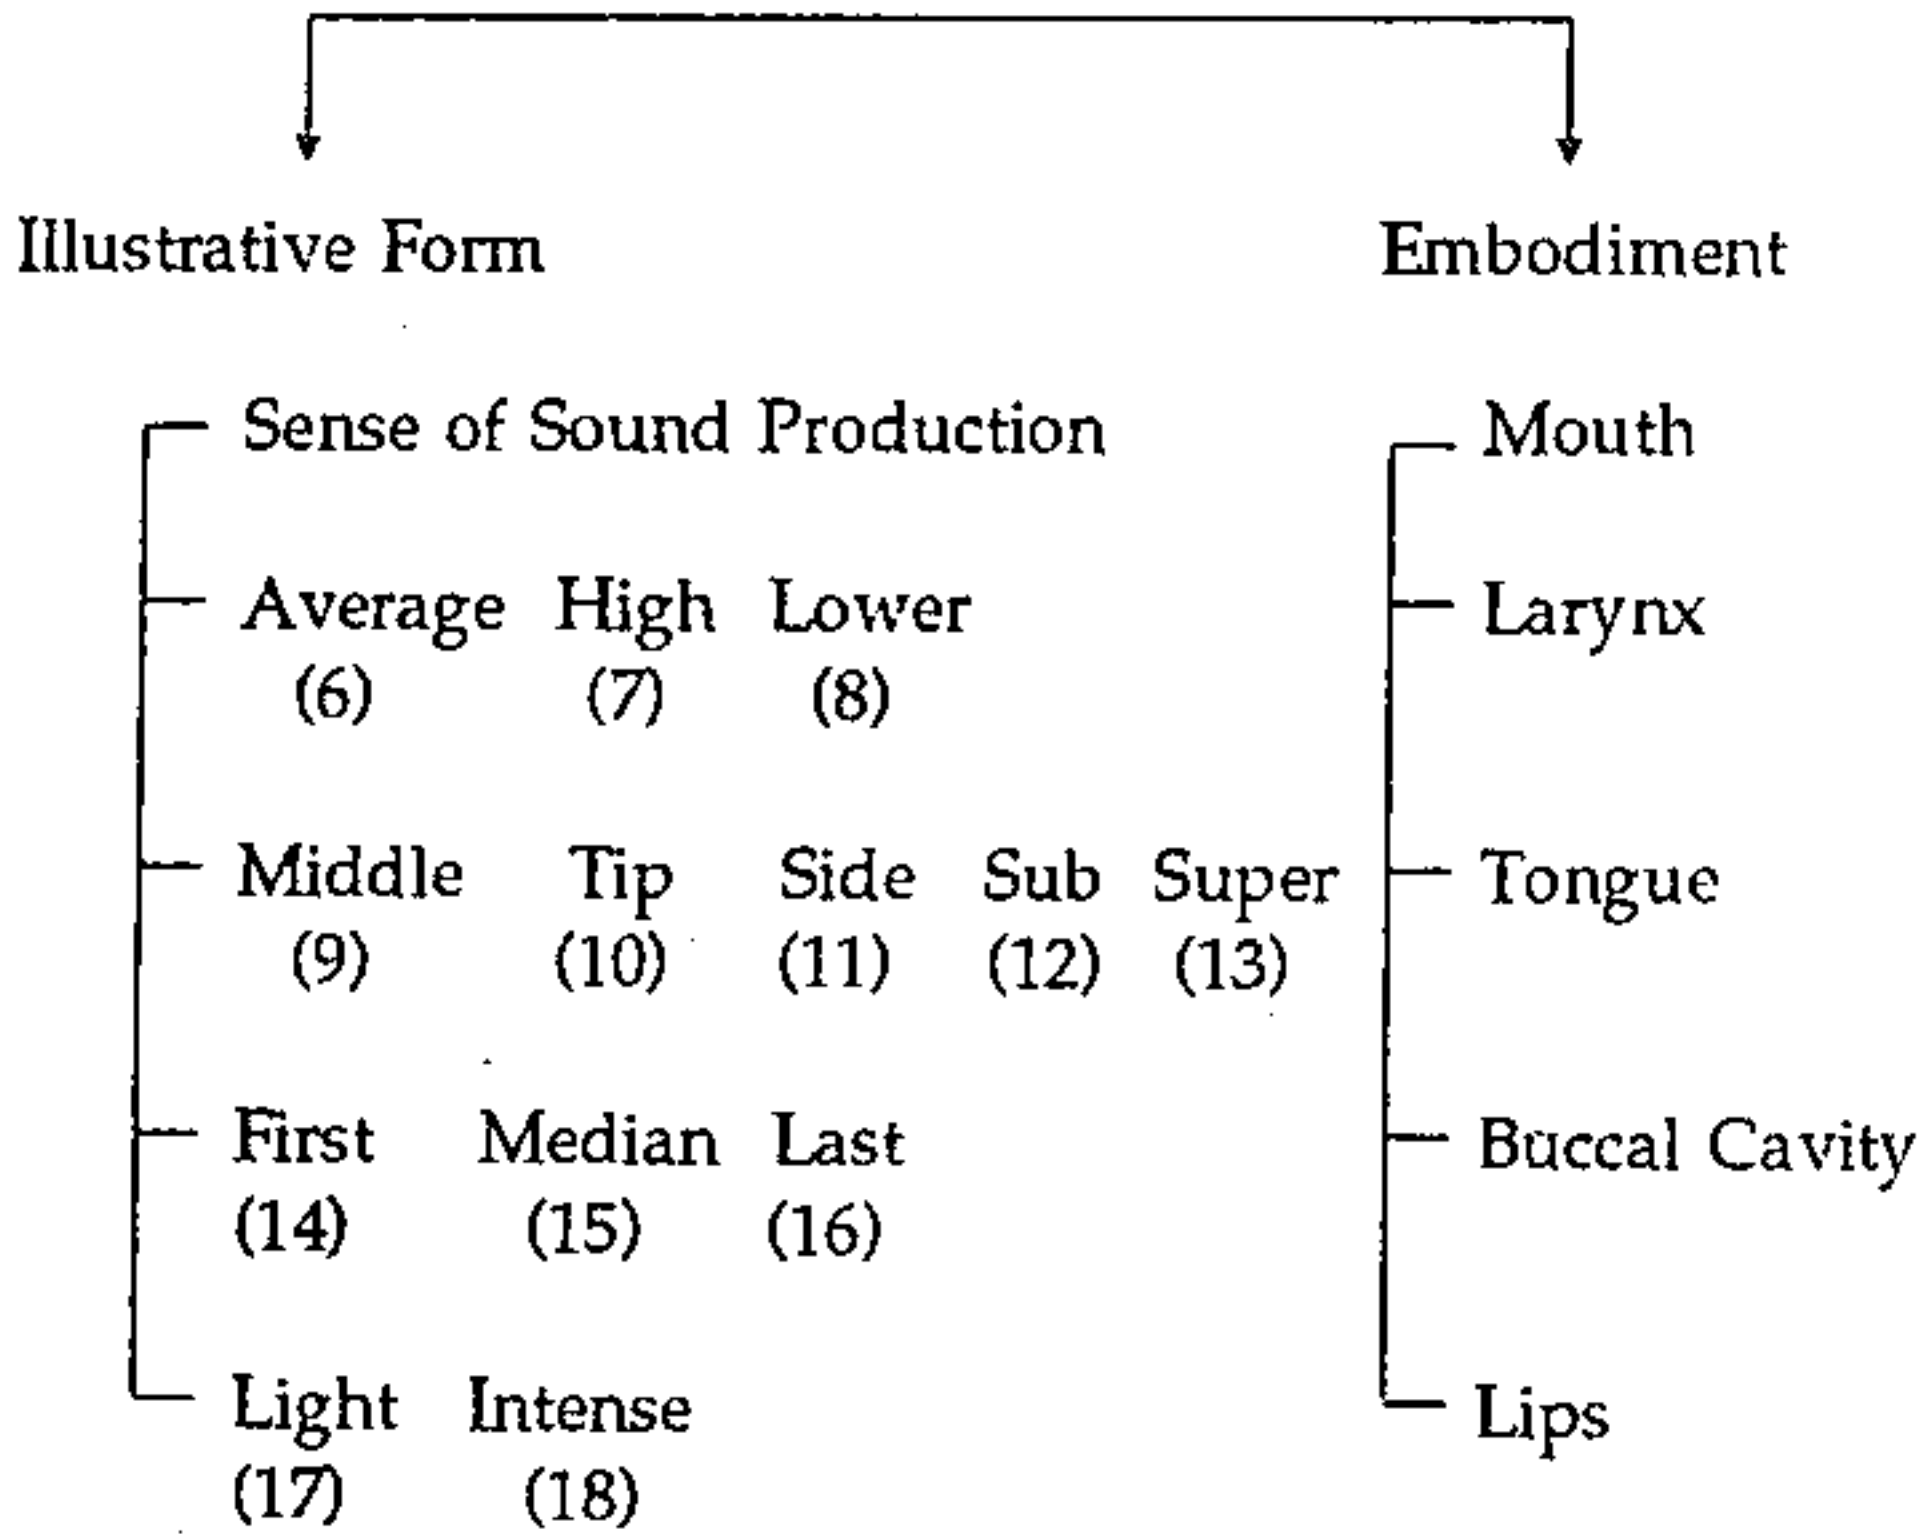 Illustrative Form Embodiment
Sense of Sound Production Mouth
Average High Lower Larynx
(6) (7) (8)
Middle Tip Side Sub Super Tongue
(9) (10) (11) (12) (13)
First Median Last Buccal Cavity
(14) (15) (16)
Light Intense Lips
(17) (18)